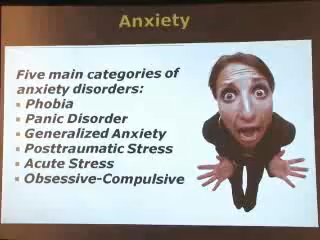 Anxiety
Five main categories of
anxiety disorders:
Phobia
Panic Disorder
Generalized Anxiety
Posttraumatic Stress
Acute Stress
Obsessive-Compulsive